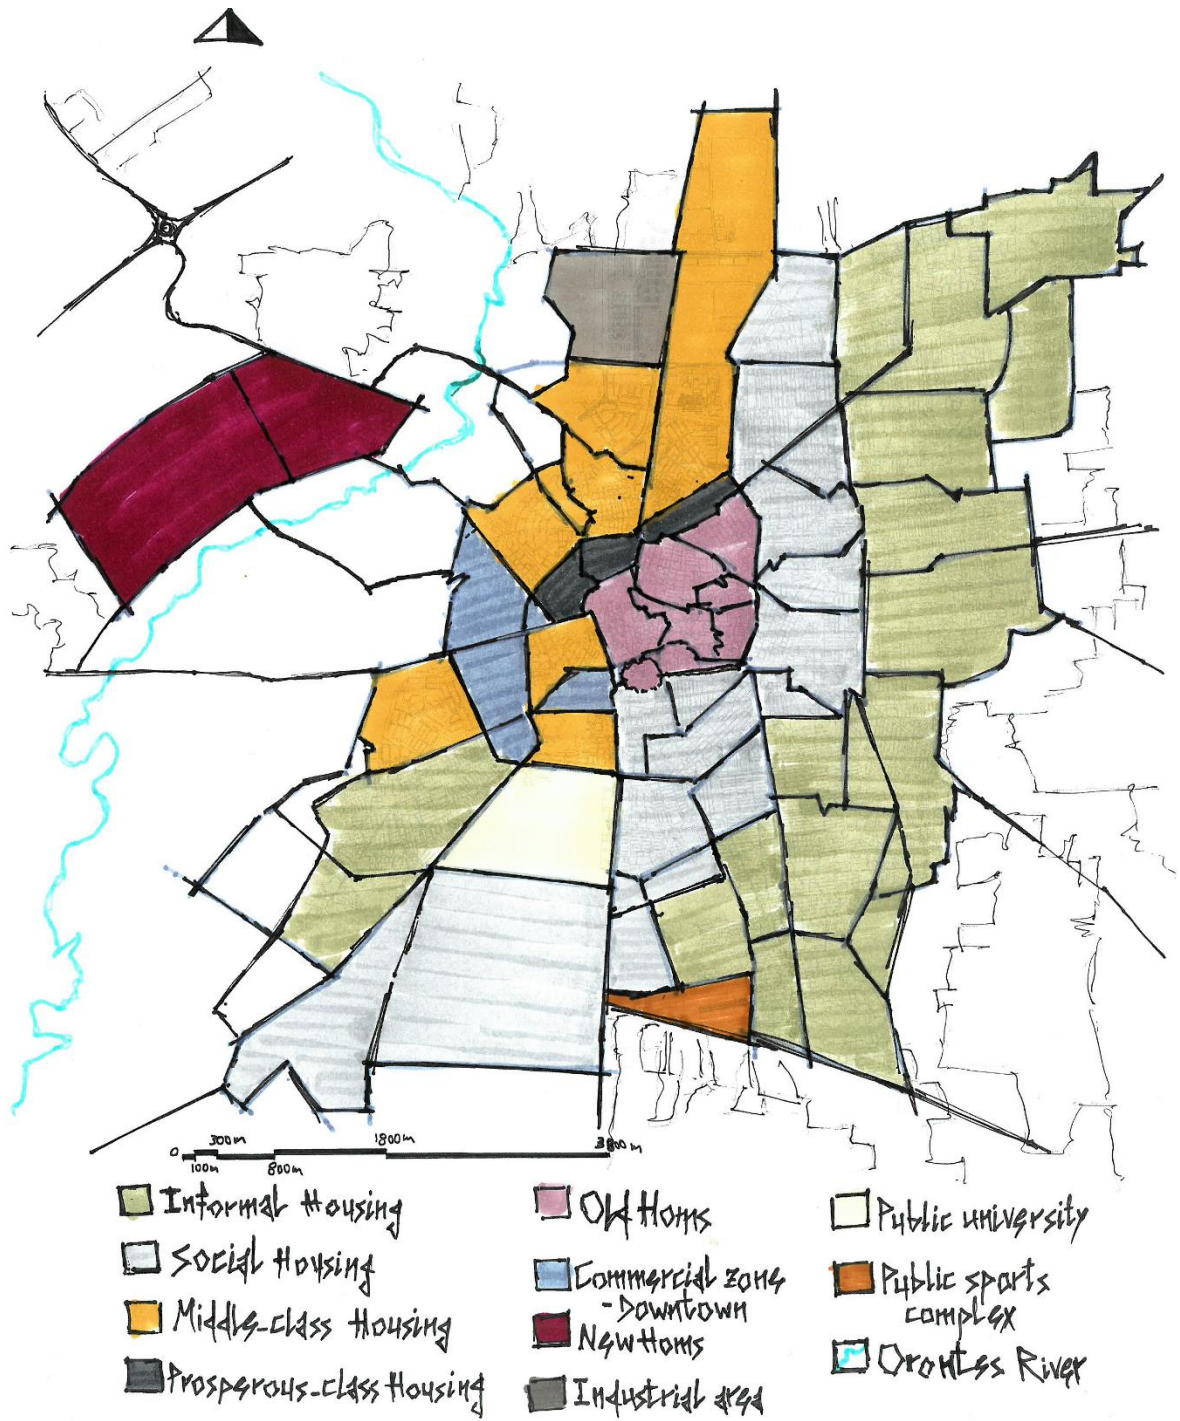 300m 1800m 3800m
0
100m 800m
Informal Housing
Social Housing
Middle-class Housing
Prosperous-class Housing
Old Homs
Commercial zone
-Downtown
New Homs
Industrial area
Public university
Public sports
complex
Orontes River